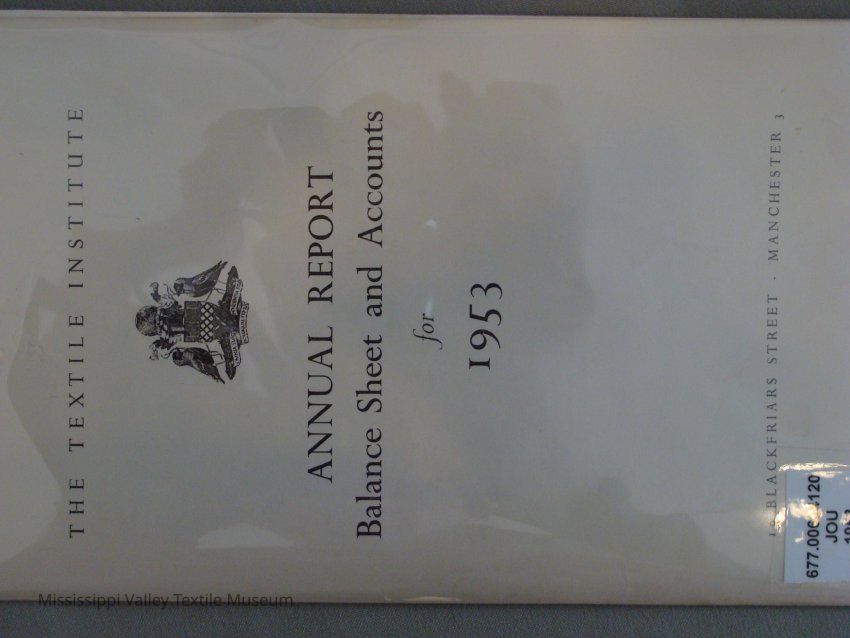 THE TEXTILE INSTITUTE
ANNUAL REPORT
Balance Sheet and Accounts
for
1953
BLACKFRIARS STREET · MANCHESTER 3
JOU
Mississippi Valley Textile Museum